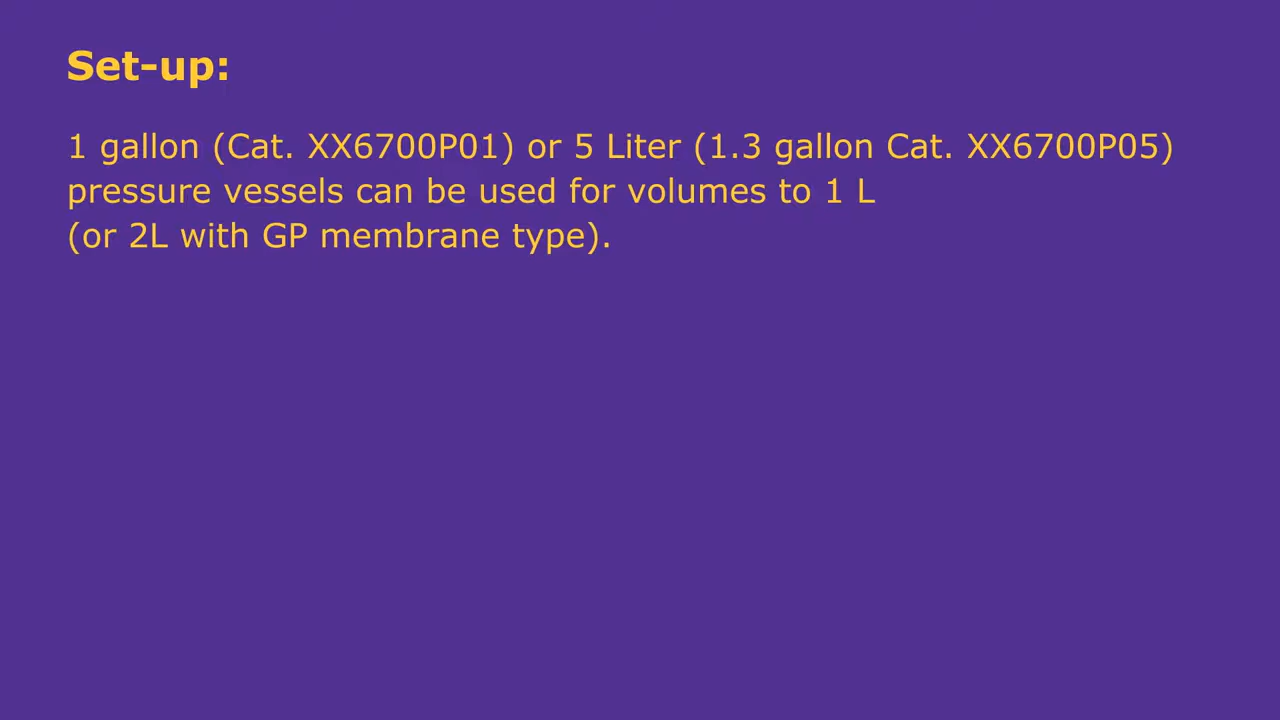 Set-up:
1 gallon (Cat. XX6700P01) or 5 Liter (1.3 gallon Cat. XX6700P05)
pressure vessels can be used for volumes to 1 L
(or 2L with GP membrane type).